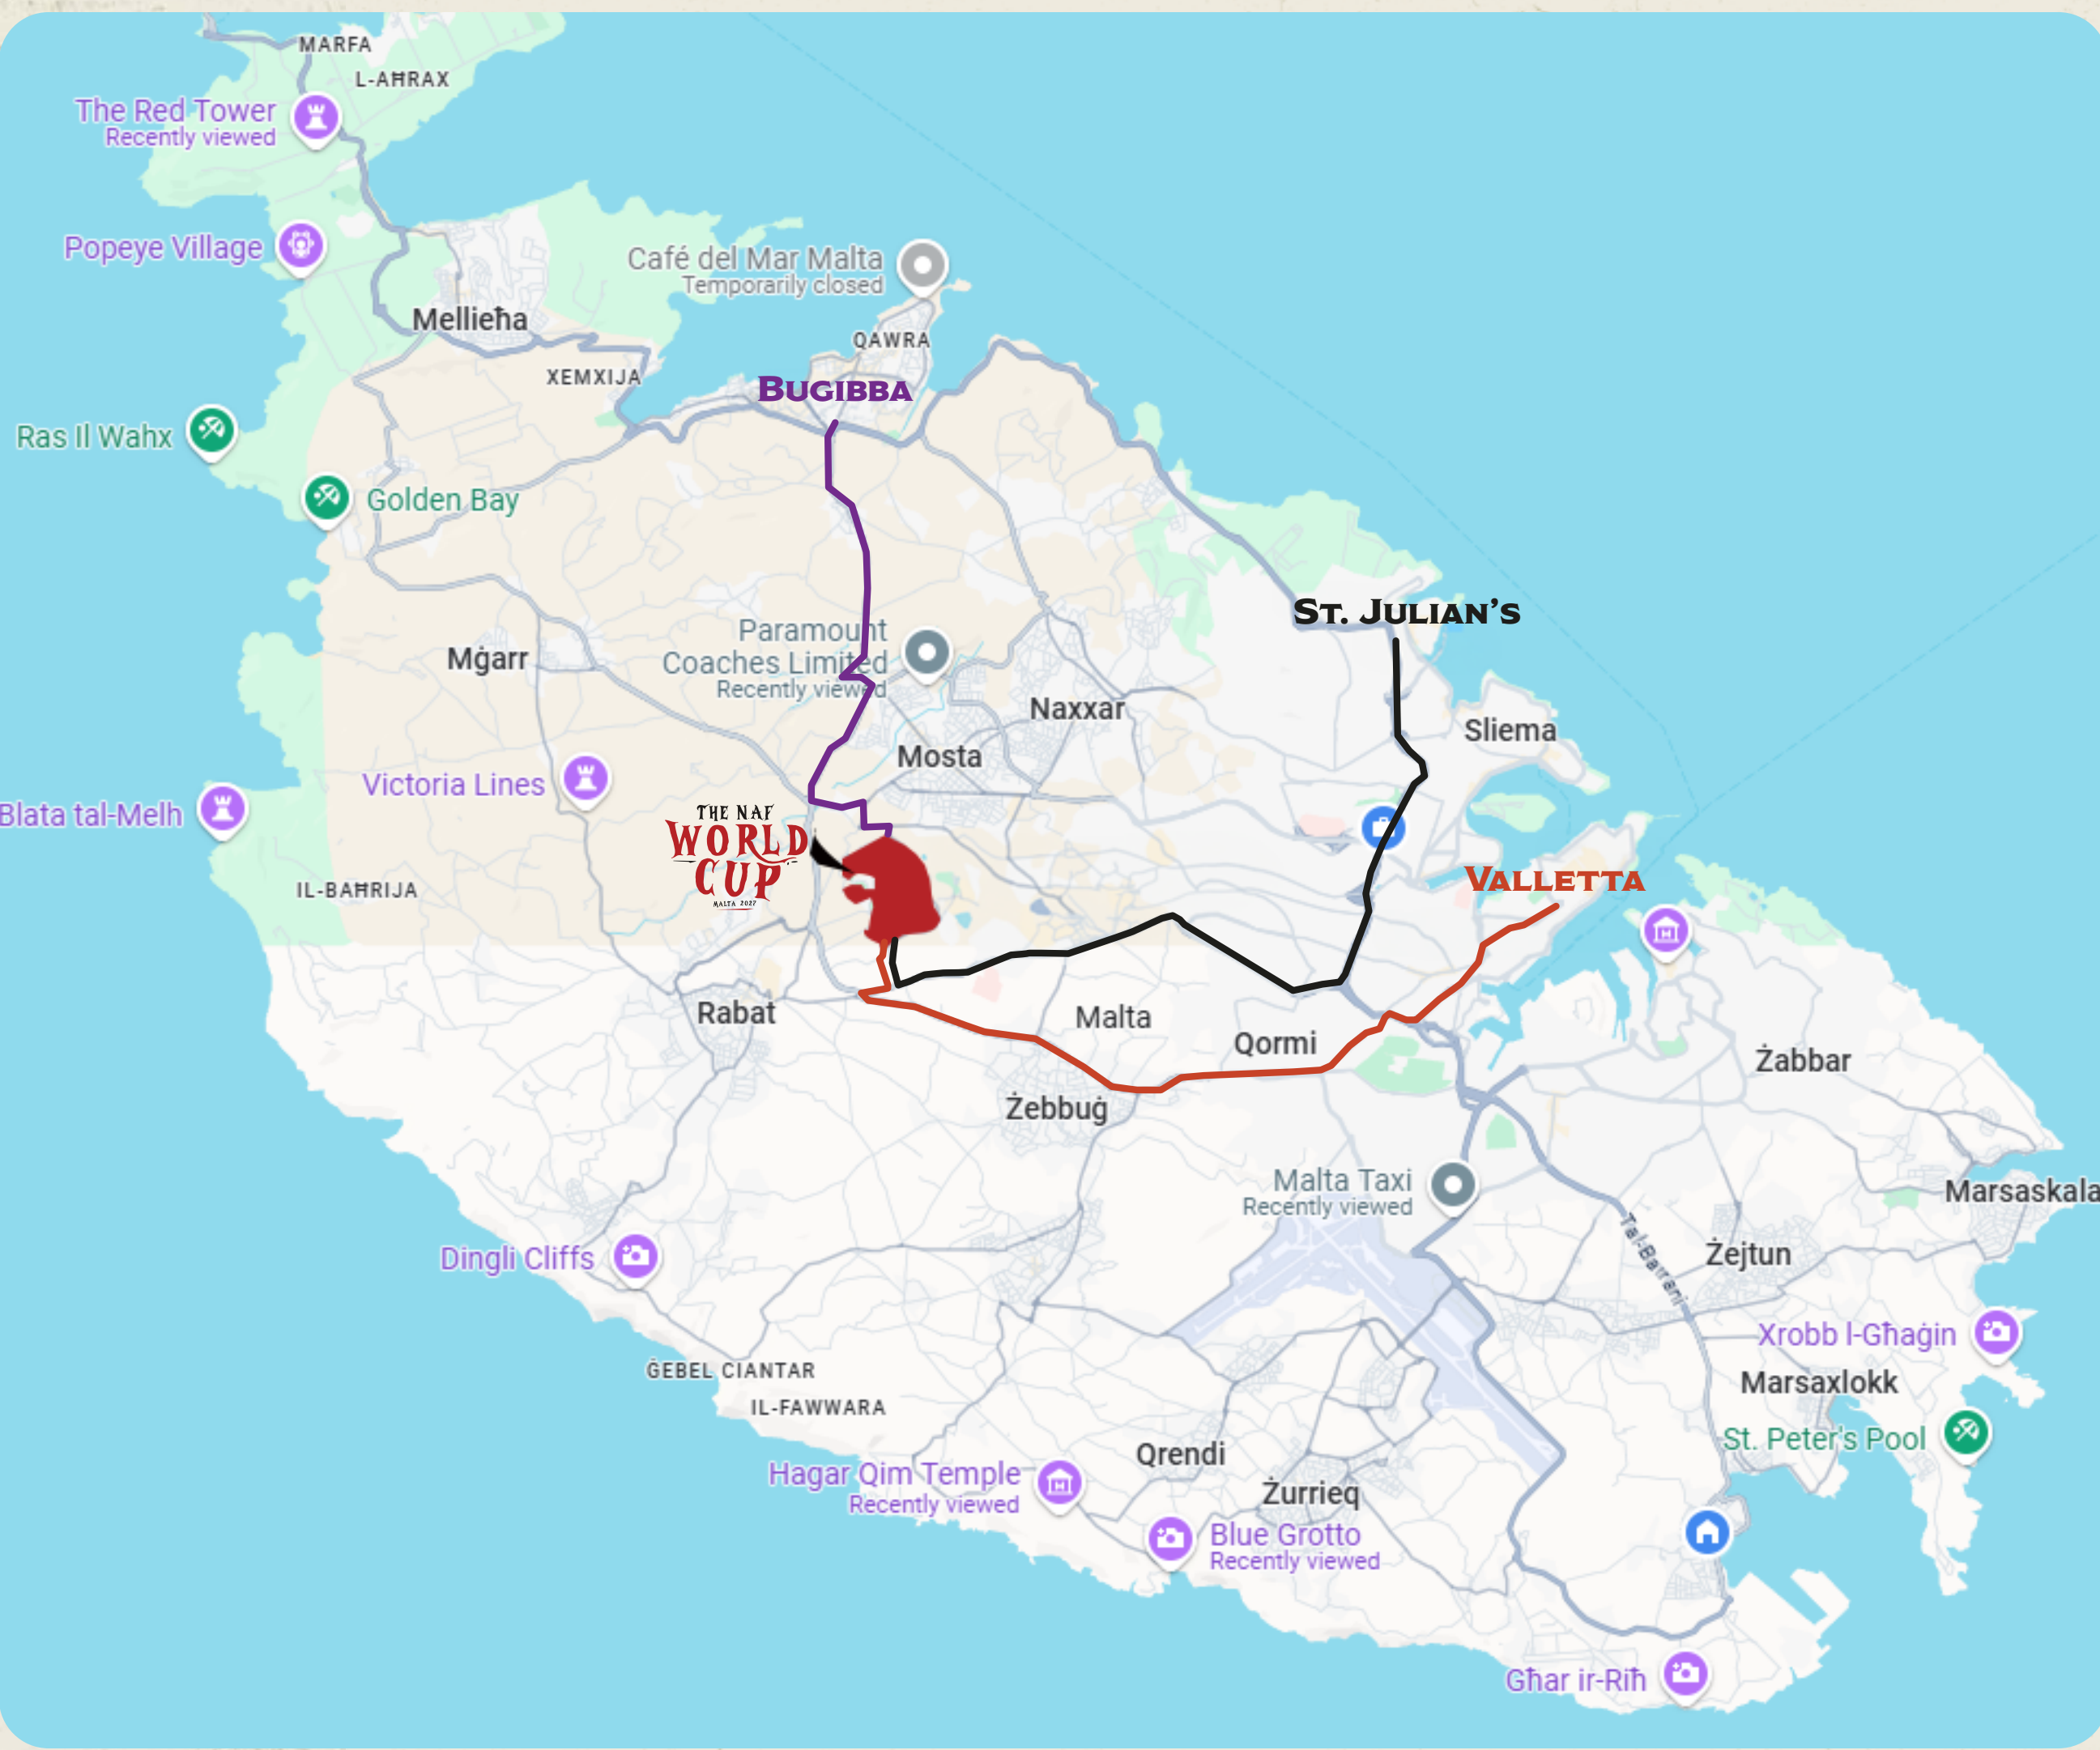 MARFA
L-AĦRAX
The Red Tower
Recently viewed
Popeye Village
Café del Mar Malta
Temporarily closed
Mellieħa
QAWRA
XEMXIJA
BUGIBBA
Ras Il Wahx
Golden Bay
ST. JULIAN'S
Paramount
Coaches Limited
Recently viewed
Mġarr
Naxxar
Sliema
Mosta
Victoria Lines
Blata tal-Melh
THE NAF
WORLD
CUP
MALTA 2027
VALLETTA
IL-BAĦRIJA
Rabat
Malta
Qormi
Żabbar
Żebbuġ
Malta Taxi
Recently viewed
Marsaskala
Tal-Barrani
Żejtun
Dingli Cliffs
Xrobb l-Għaġin
ĠEBEL CIANTAR
Marsaxlokk
IL-FAWWARA
St. Peter's Pool
Qrendi
Hagar Qim Temple
Recently viewed
Żurrieq
Blue Grotto
Recently viewed
Għar ir-Riħ